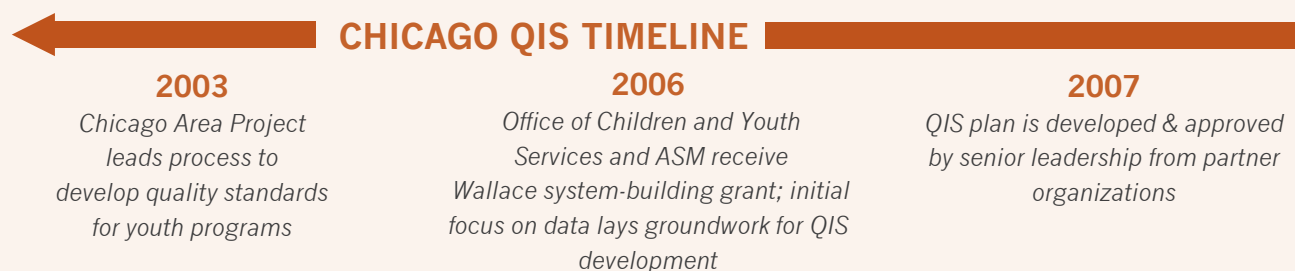 CHICAGO QIS TIMELINE
2003
Chicago Area Project
leads process to
develop quality standards
for youth programs
2006
Office of Children and Youth
Services and ASM receive
Wallace system-building grant; initial
focus on data lays groundwork for QIS
development
2007
QIS plan is developed & approved
by senior leadership from partner
organizations